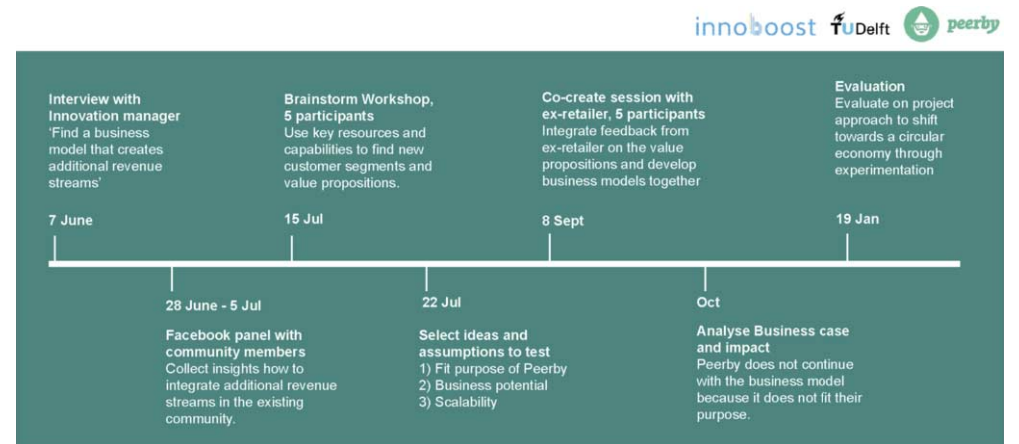 innoboost TUDelft peerby
Interview with
Innovation manager
'Find a business
model that creates
additional revenue
streams'
7 June
Brainstorm Workshop,
5 participants
Use key resources and
capabilities to find new
customer segments and
value propositions.
15 Jul
Co-create session with
ex-retailer, 5 participants
Integrate feedback from
ex-retailer on the value
propositions and develop
business models together
8 Sept
Evaluation
Evaluate on project
approach to shift
towards a circular
economy through
experimentation
19 Jan
28 June - 5 Jul
Facebook panel with
community members
Collect insights how to
integrate additional revenue
streams in the existing
community.
22 Jul
Select ideas and
assumptions to test
1) Fit purpose of Peerby
2) Business potential
3) Scalability
Oct
Analyse Business case
and impact
Peerby does not continue
with the business model
because it does not fit their
purpose.